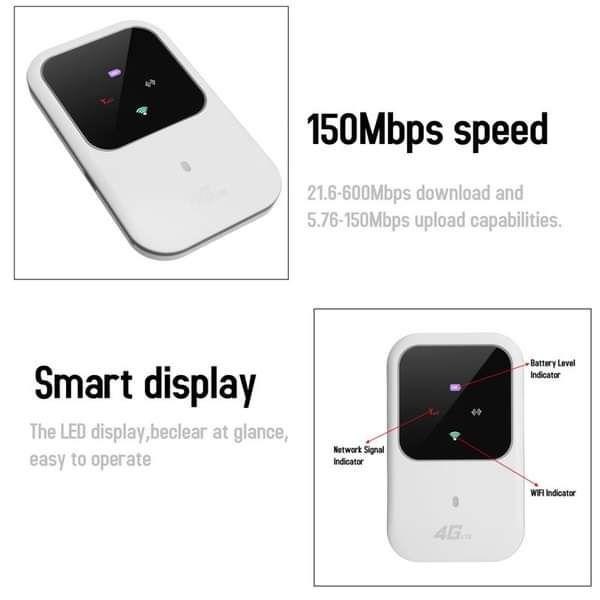 150Mbps speed
21.6-600Mbps download and
5.76-150Mbps upload capabilities.
Smart display
The LED display,beclear at glance,
easy to operate
Battery Level
Indicator
Network Signal
Indicator
WIFI Indicator
4G LTE